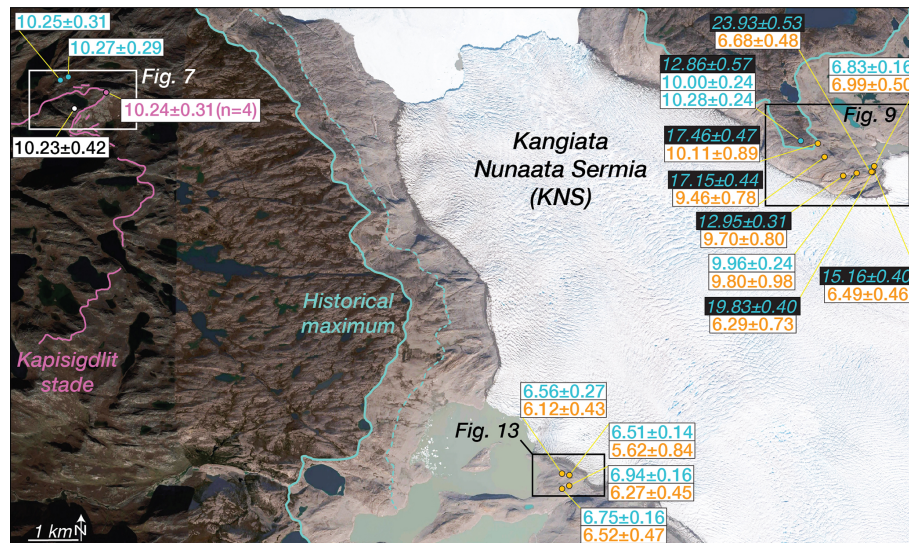 10.25±0.31
10.27±0.29
Fig. 7
10.24±0.31(n=4)
10.23±0.42
Kapisigdlit
stade
1 km
N
Historical
maximum
Kangiata
Nunaata Sermia
(KNS)
23.93±0.53
6.68±0.48
12.86±0.57
10.00±0.24
10.28±0.24
6.83±0.16
6.99±0.50
Fig. 9
17.46±0.47
10.11±0.89
17.15±0.44
9.46±0.78
12.95±0.31
9.70±0.80
9.96±0.24
9.80±0.98
15.16±0.40
6.49±0.46
19.83±0.40
6.29±0.73
6.56±0.27
6.12±0.43
Fig. 13
6.51±0.14
5.62±0.84
6.94±0.16
6.27±0.45
6.75±0.16
6.52±0.47